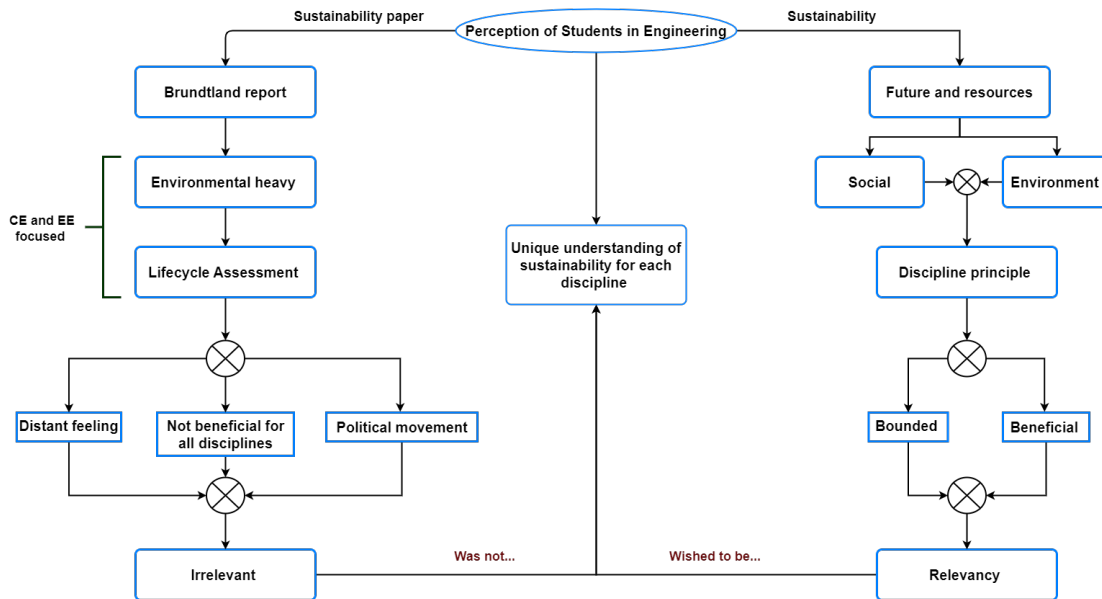 Sustainability paper
Perception of Students in Engineering
Sustainability
Brundtland report
Future and resources
Environmental heavy
Social
Environment
CE and EE
focused
Unique understanding of
sustainability for each
discipline
Lifecycle Assessment
Discipline principle
Distant feeling
Not beneficial for
all disciplines
Political movement
Bounded
Beneficial
Was not...
Wished to be...
Irrelevant
Relevancy